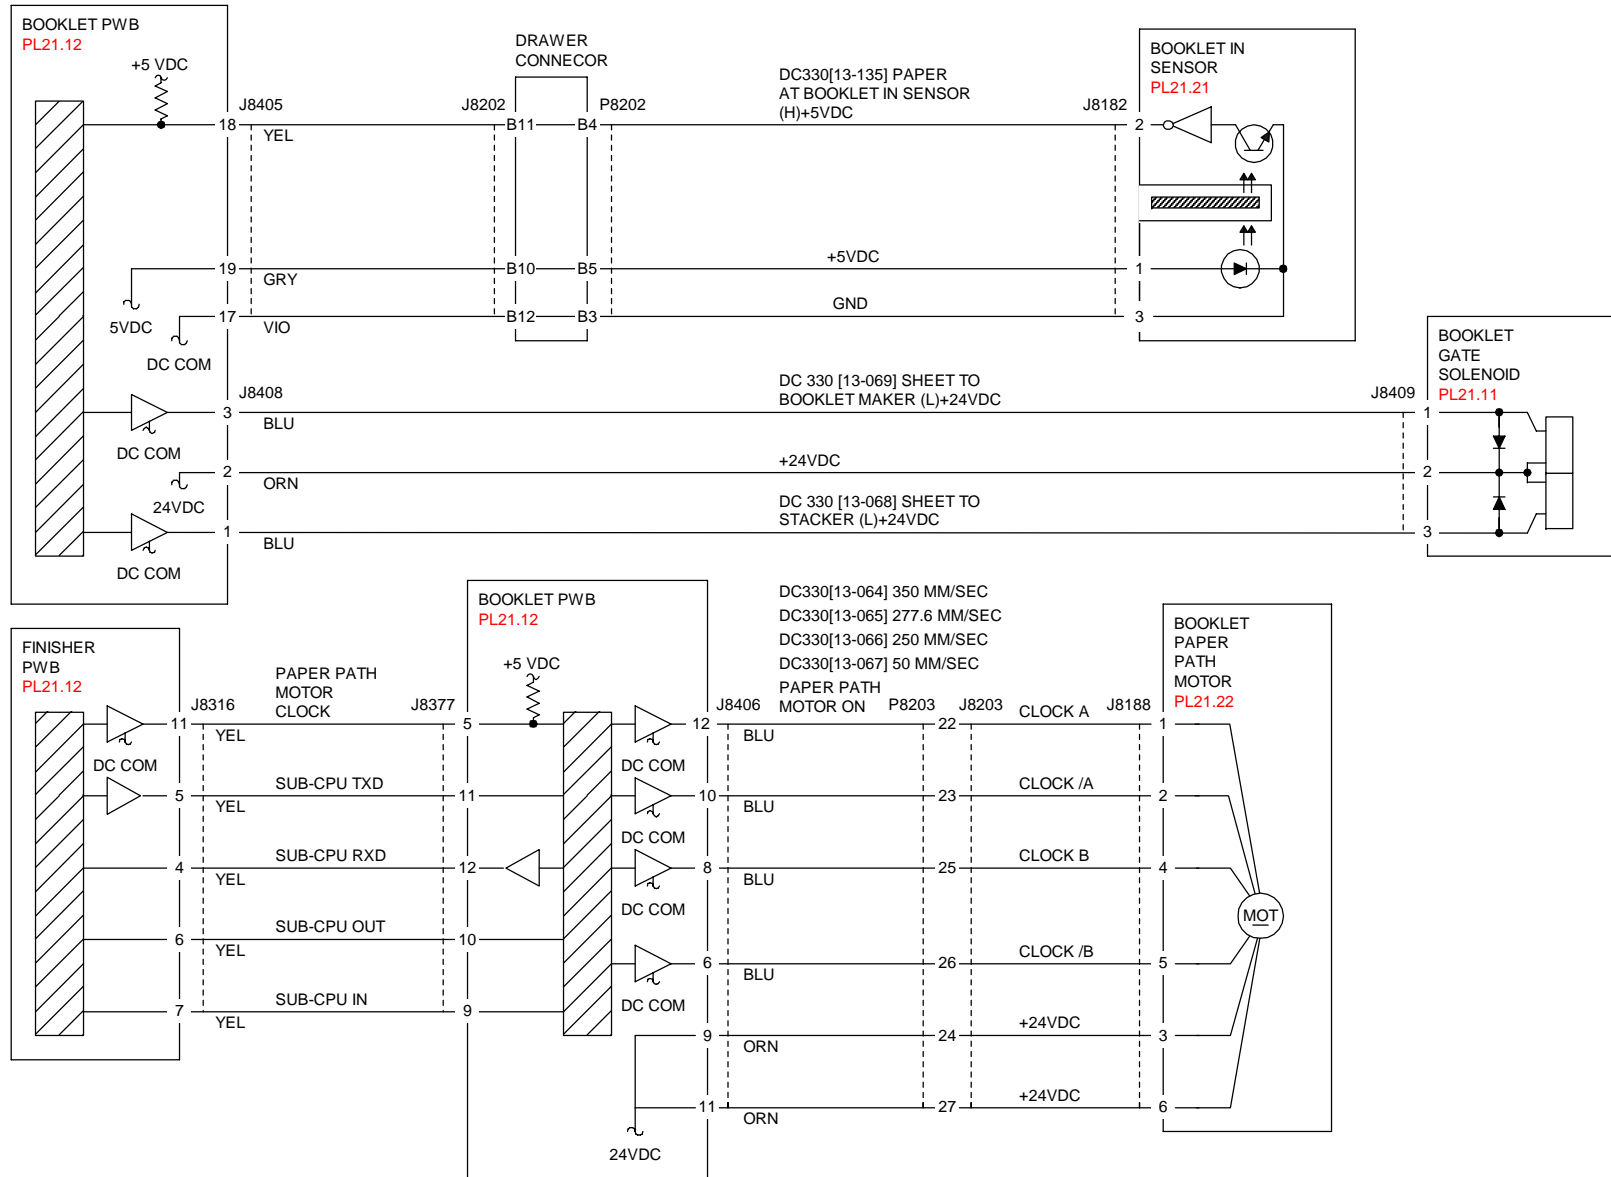 BOOKLET PWB
PL21.12
+5 VDC
J8405
18
YEL
19
GRY
17
VIO
5VDC
DC COM
DRAWER
CONNECOR
J8202
P8202
B11
B4
B10
B5
B12
B3
DC330[13-135] PAPER
AT BOOKLET IN SENSOR
(H)+5VDC
+5VDC
GND
J8182
2
1
3
BOOKLET IN
SENSOR
PL21.21
J8408
3
BLU
DC COM
2
ORN
24VDC
1
BLU
DC COM
DC 330 [13-069] SHEET TO
BOOKLET MAKER (L)+24VDC
+24VDC
DC 330 [13-068] SHEET TO
STACKER (L)+24VDC
J8409
1
2
3
BOOKLET
GATE
SOLENOID
PL21.11
FINISHER
PWB
PL21.12
DC COM
J8316
11
YEL
5
YEL
4
YEL
6
YEL
7
YEL
PAPER PATH
MOTOR
CLOCK
SUB-CPU TXD
SUB-CPU RXD
SUB-CPU OUT
SUB-CPU IN
J8377
5
11
12
10
9
BOOKLET PWB
PL21.12
+5 VDC
DC COM
DC COM
DC COM
DC COM
24VDC
J8406
12
BLU
10
BLU
8
BLU
6
BLU
9
ORN
11
ORN
DC330[13-064] 350 MM/SEC
DC330[13-065] 277.6 MM/SEC
DC330[13-066] 250 MM/SEC
DC330[13-067] 50 MM/SEC
PAPER PATH
MOTOR ON
P8203
J8203
22
23
25
26
24
27
CLOCK A
CLOCK /A
CLOCK B
CLOCK /B
+24VDC
+24VDC
J8188
1
2
4
5
3
6
BOOKLET
PAPER
PATH
MOTOR
PL21.22
MOT